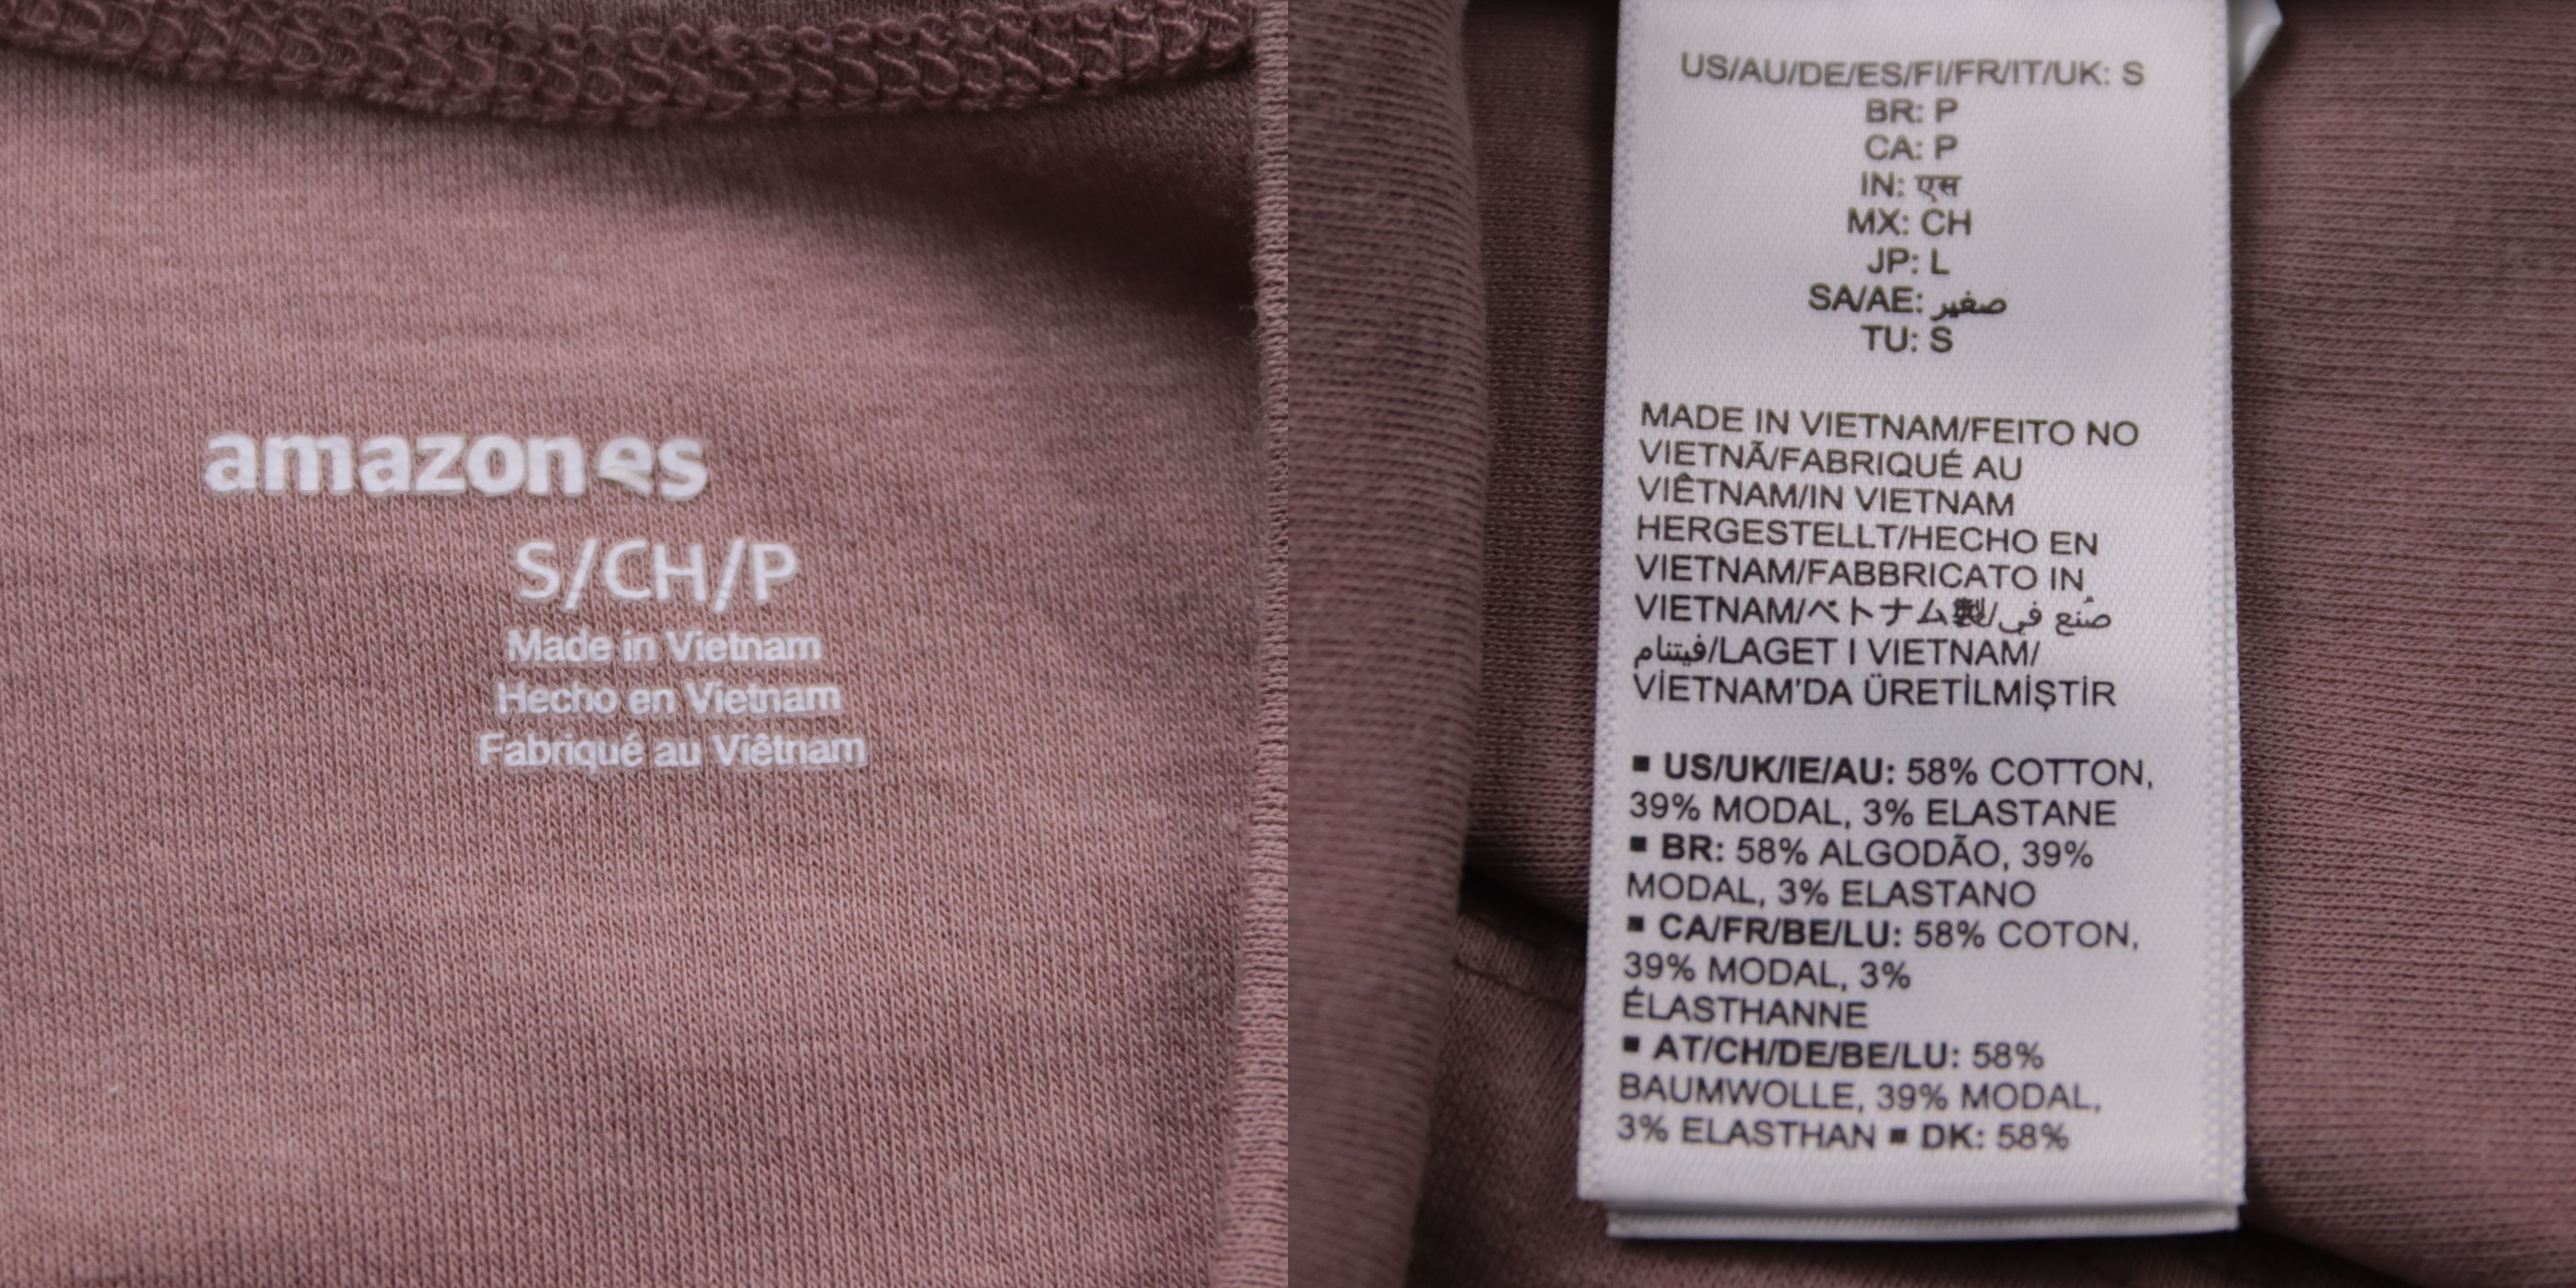 amazon es
S/CH/P
Made in Vietnam
Hecho en Vietnam
Fabriqué au Viêtnam
US/AU/DE/ES/FI/FR/IT/UK: S
BR: P
CA: P
IN: एस
MX: CH
JP: L
SA/AE: صغير
TU: S
MADE IN VIETNAM/FEITO NO
VIETNÃ/FABRIQUÉ AU
VIÊTNAM/IN VIETNAM
HERGESTELLT/HECHO EN
VIETNAM/FABBRICATO IN
VIETNAM/ベトナム製/صُنع في
فيتنام/LAGET I VIETNAM/
VİETNAM'DA ÜRETİLMİŞTİR
▪ US/UK/IE/AU: 58% COTTON,
39% MODAL, 3% ELASTANE
▪ BR: 58% ALGODÃO, 39%
MODAL, 3% ELASTANO
▪ CA/FR/BE/LU: 58% COTON,
39% MODAL, 3%
ÉLASTHANNE
▪ AT/CH/DE/BE/LU: 58%
BAUMWOLLE, 39% MODAL,
3% ELASTHAN ▪ DK: 58%